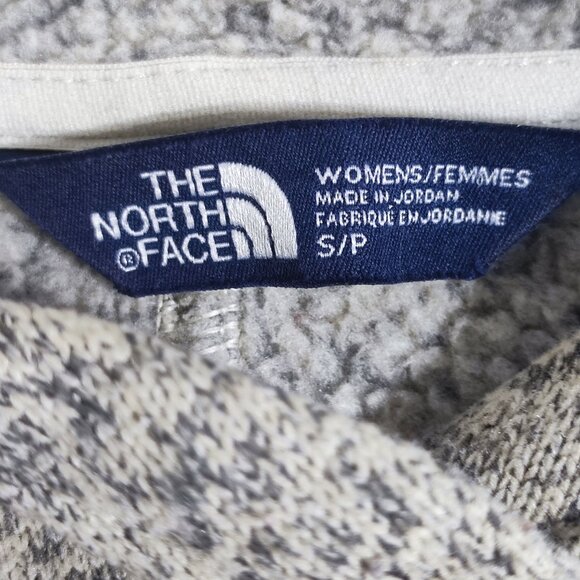 THE
NORTH
®FACE
WOMENS/FEMMES
MADE IN JORDAN
FABRIQUE EN JORDANIE
S/P